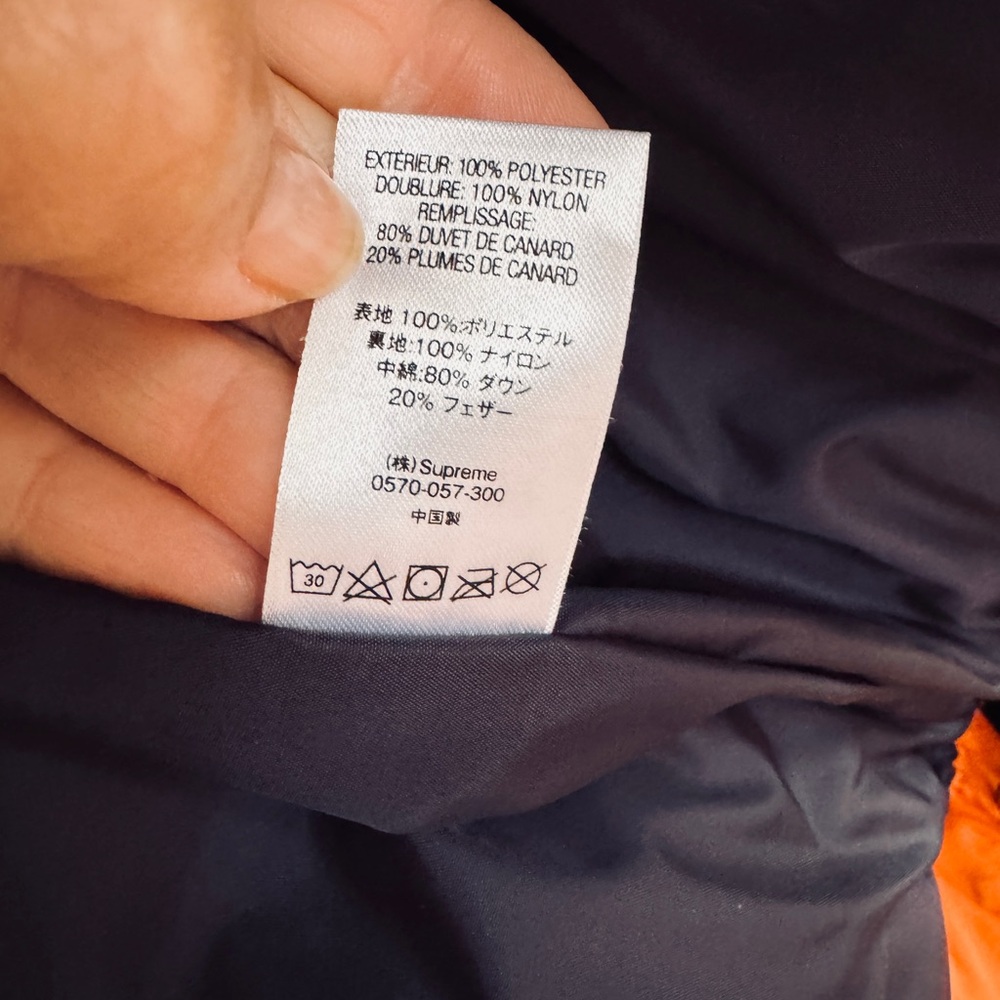 EXTÉRIEUR: 100% POLYESTER
DOUBLURE: 100% NYLON
REMPLISSAGE:
80% DUVET DE CANARD
20% PLUMES DE CANARD
表地 100%:ポリエステル
裏地:100% ナイロン
中綿:80% ダウン
20% フェザー
(株)Supreme
0570-057-300
中国製
30